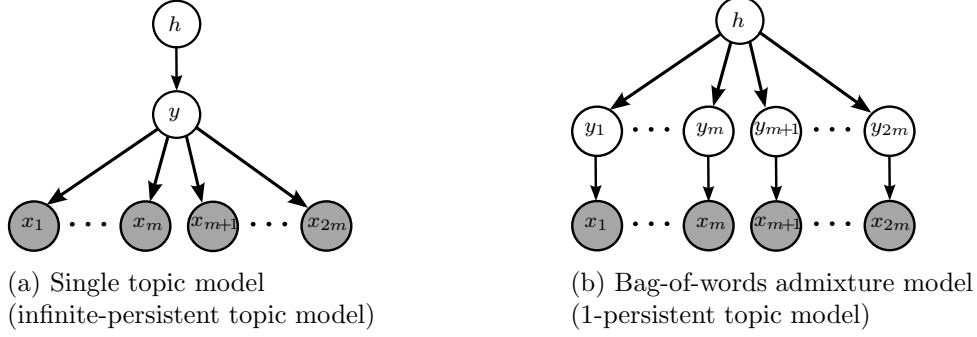 h
h
y
y₁ · · · yₘ yₘ₊₁ · · · y₂ₘ
x₁ · · · xₘ xₘ₊₁ · · · x₂ₘ
x₁ · · · xₘ xₘ₊₁ · · · x₂ₘ
(a) Single topic model
(infinite-persistent topic model)
(b) Bag-of-words admixture model
(1-persistent topic model)